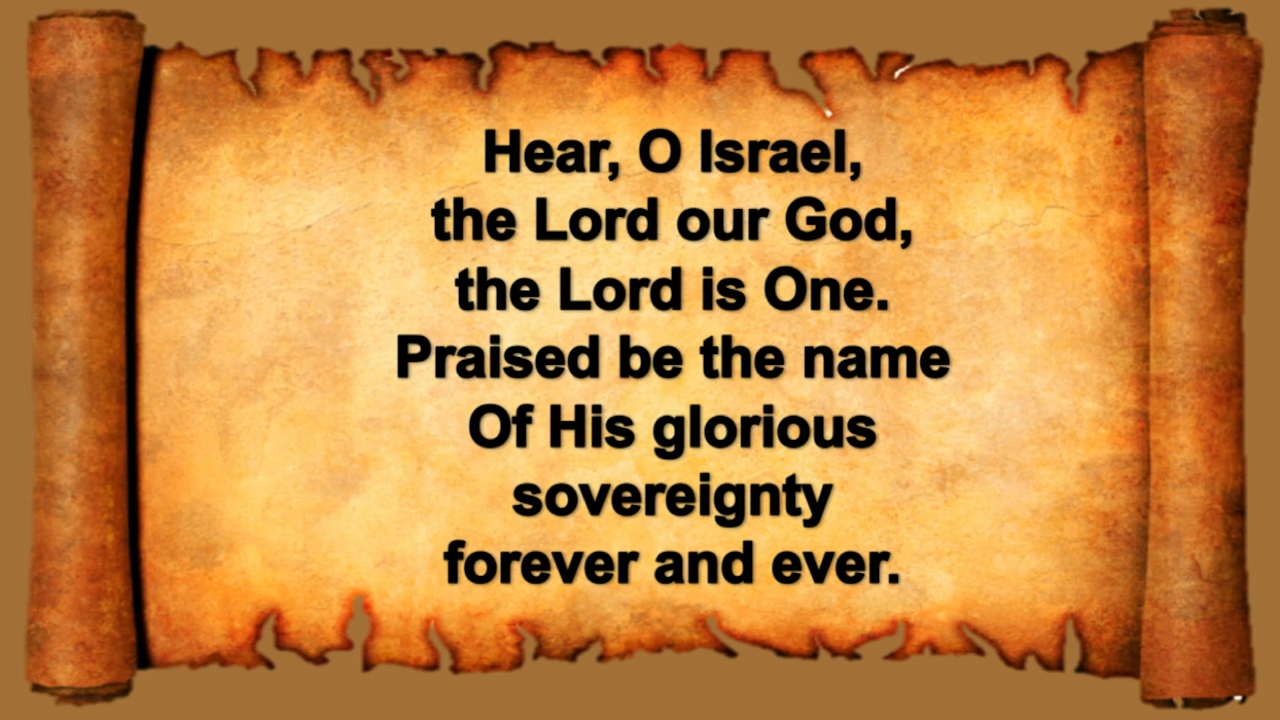 Hear, O Israel,
the Lord our God,
the Lord is One.
Praised be the name
Of His glorious
sovereignty
forever and ever.